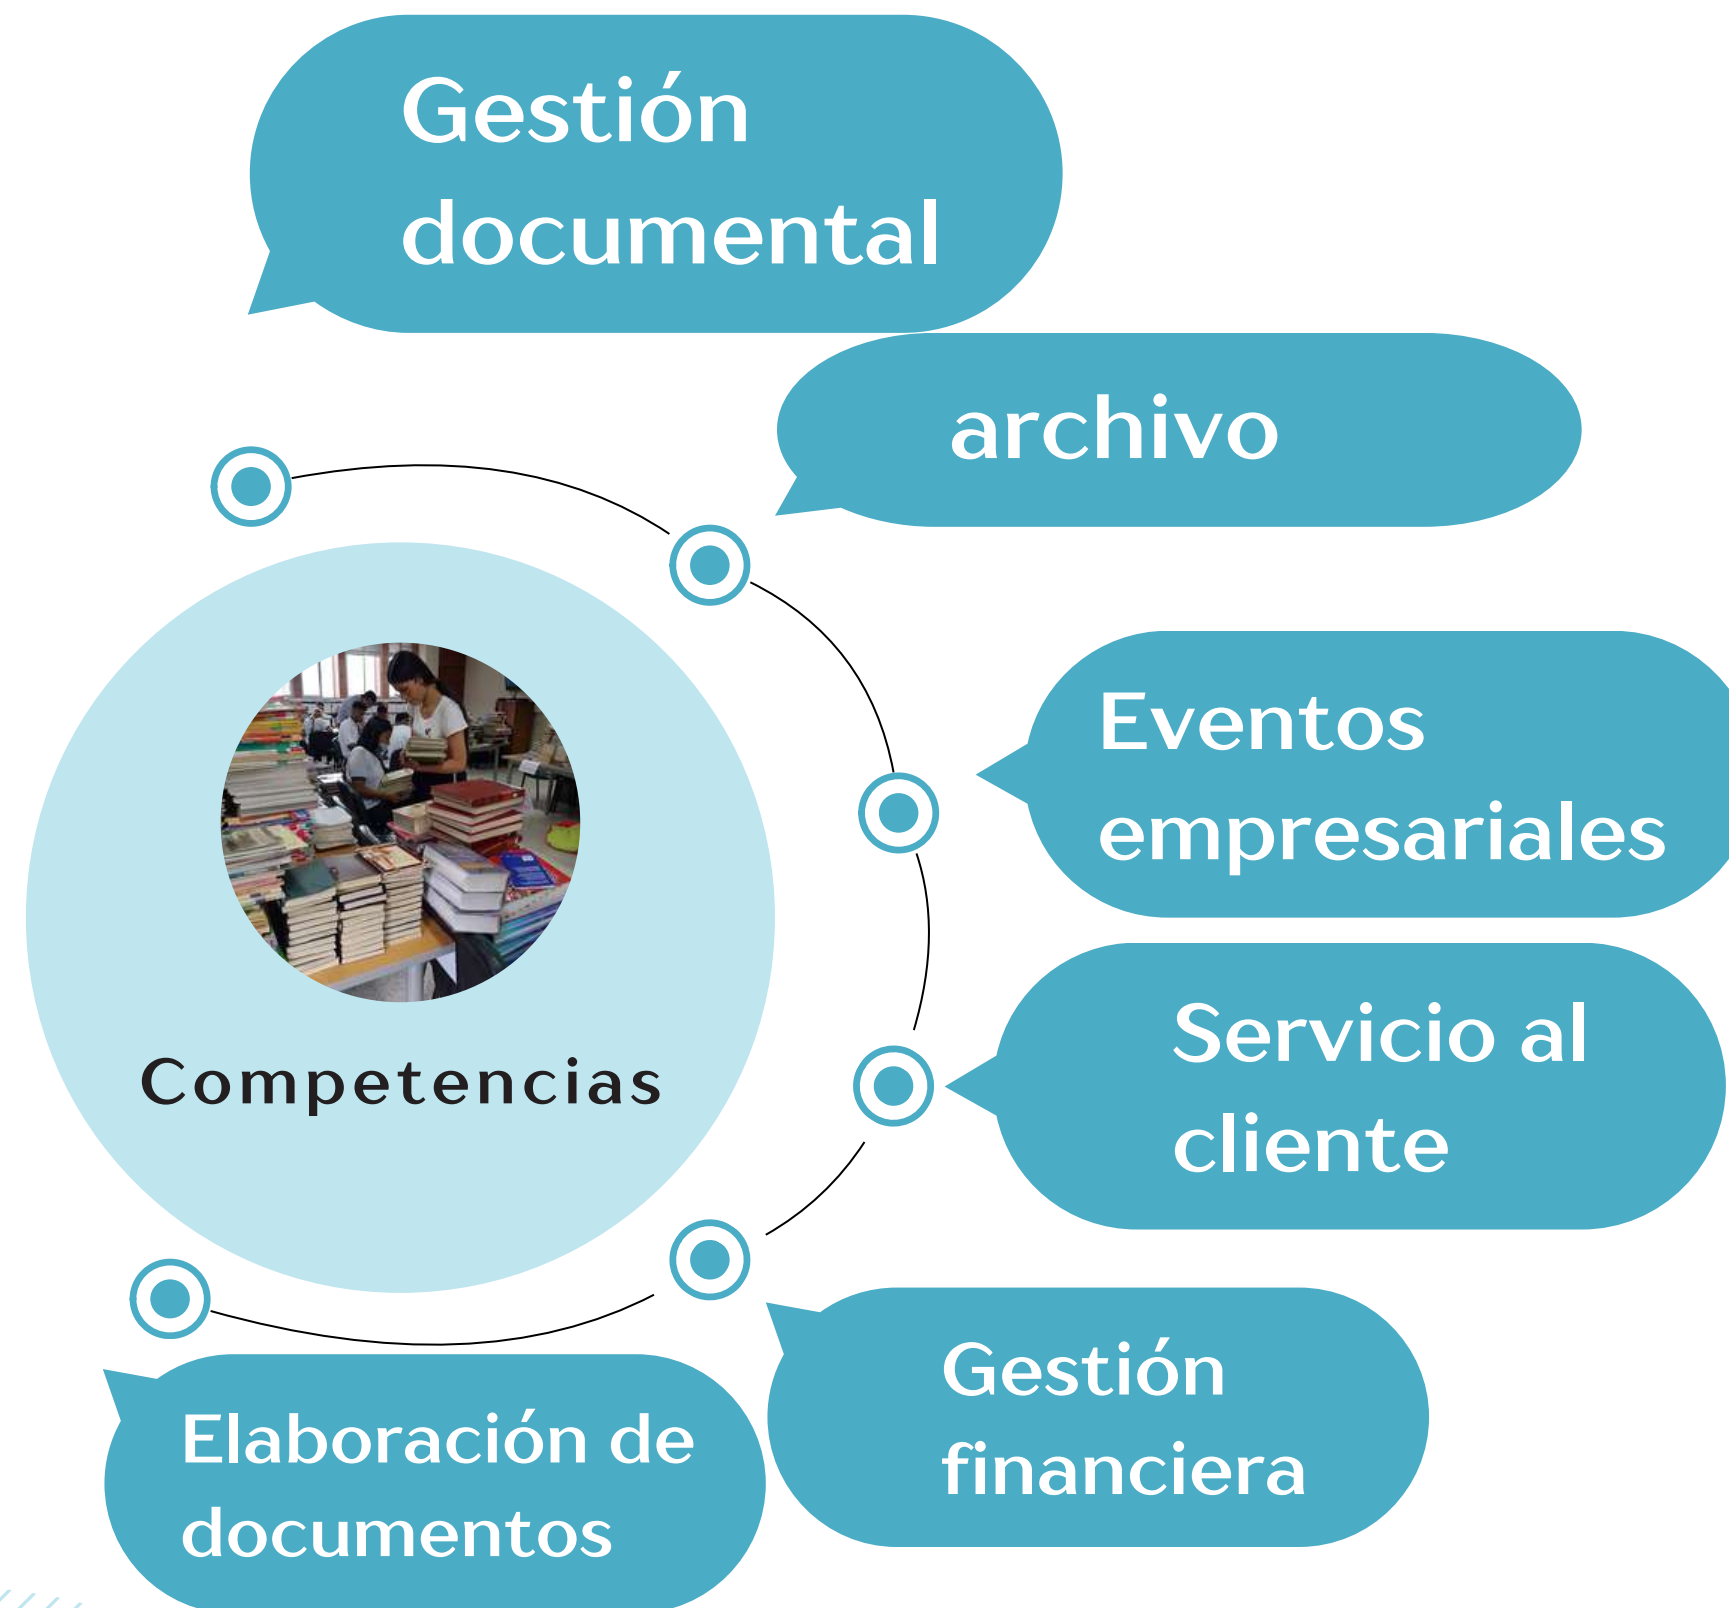 Gestión
documental
archivo
Eventos
empresariales
Servicio al
cliente
Competencias
Gestión
financiera
Elaboración de
documentos